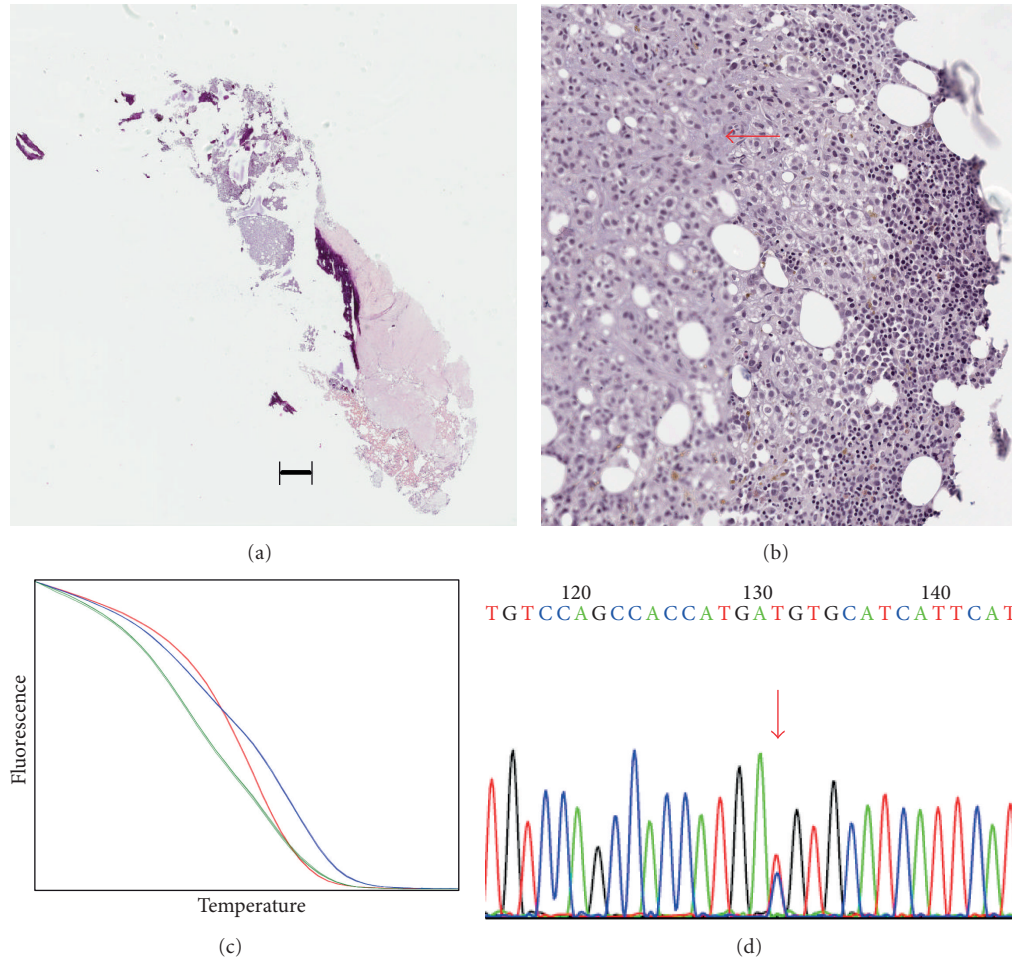 (a)
(b)
Fluorescence
Temperature
(c)
120 130 140
TGTCCAGCCACCATGATGTGCATCATTCAT
(d)